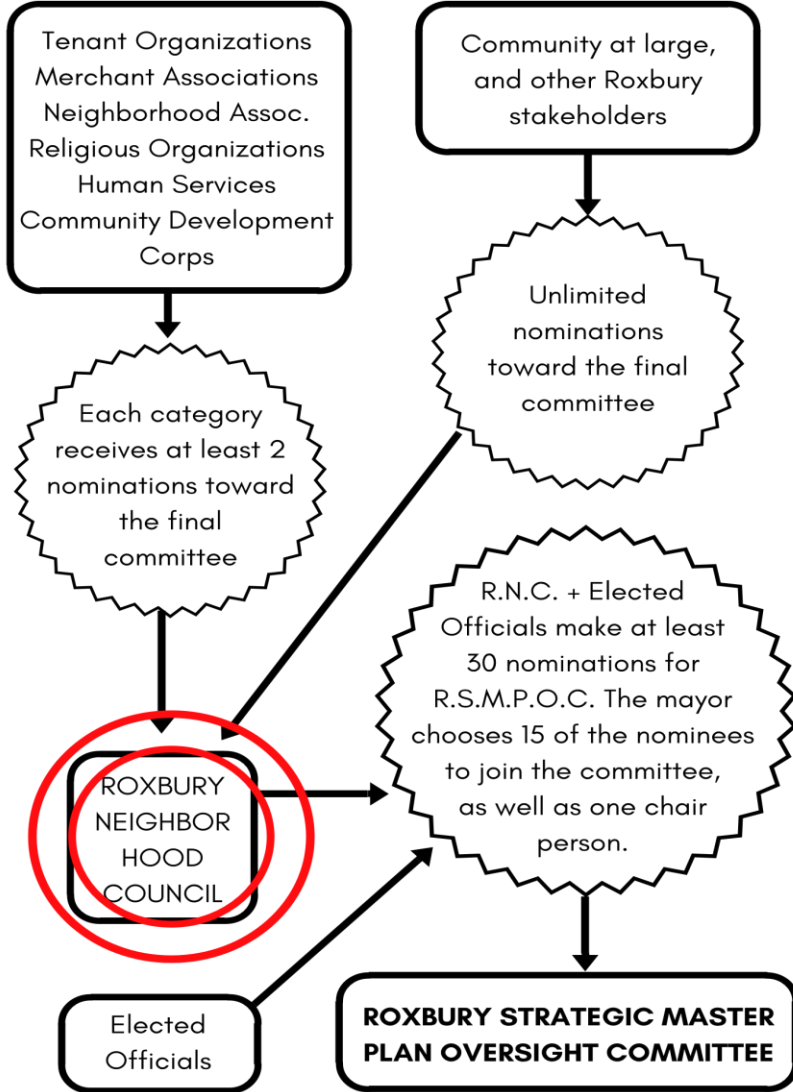 Tenant Organizations
Merchant Associations
Neighborhood Assoc.
Religious Organizations
Human Services
Community Development
Corps
Community at large,
and other Roxbury
stakeholders
Each category
receives at least 2
nominations toward
the final
committee
Unlimited
nominations
toward the final
committee
ROXBURY
NEIGHBOR
HOOD
COUNCIL
R.N.C. + Elected
Officials make at least
30 nominations for
R.S.M.P.O.C. The mayor
chooses 15 of the nominees
to join the committee,
as well as one chair
person.
Elected
Officials
ROXBURY STRATEGIC MASTER
PLAN OVERSIGHT COMMITTEE